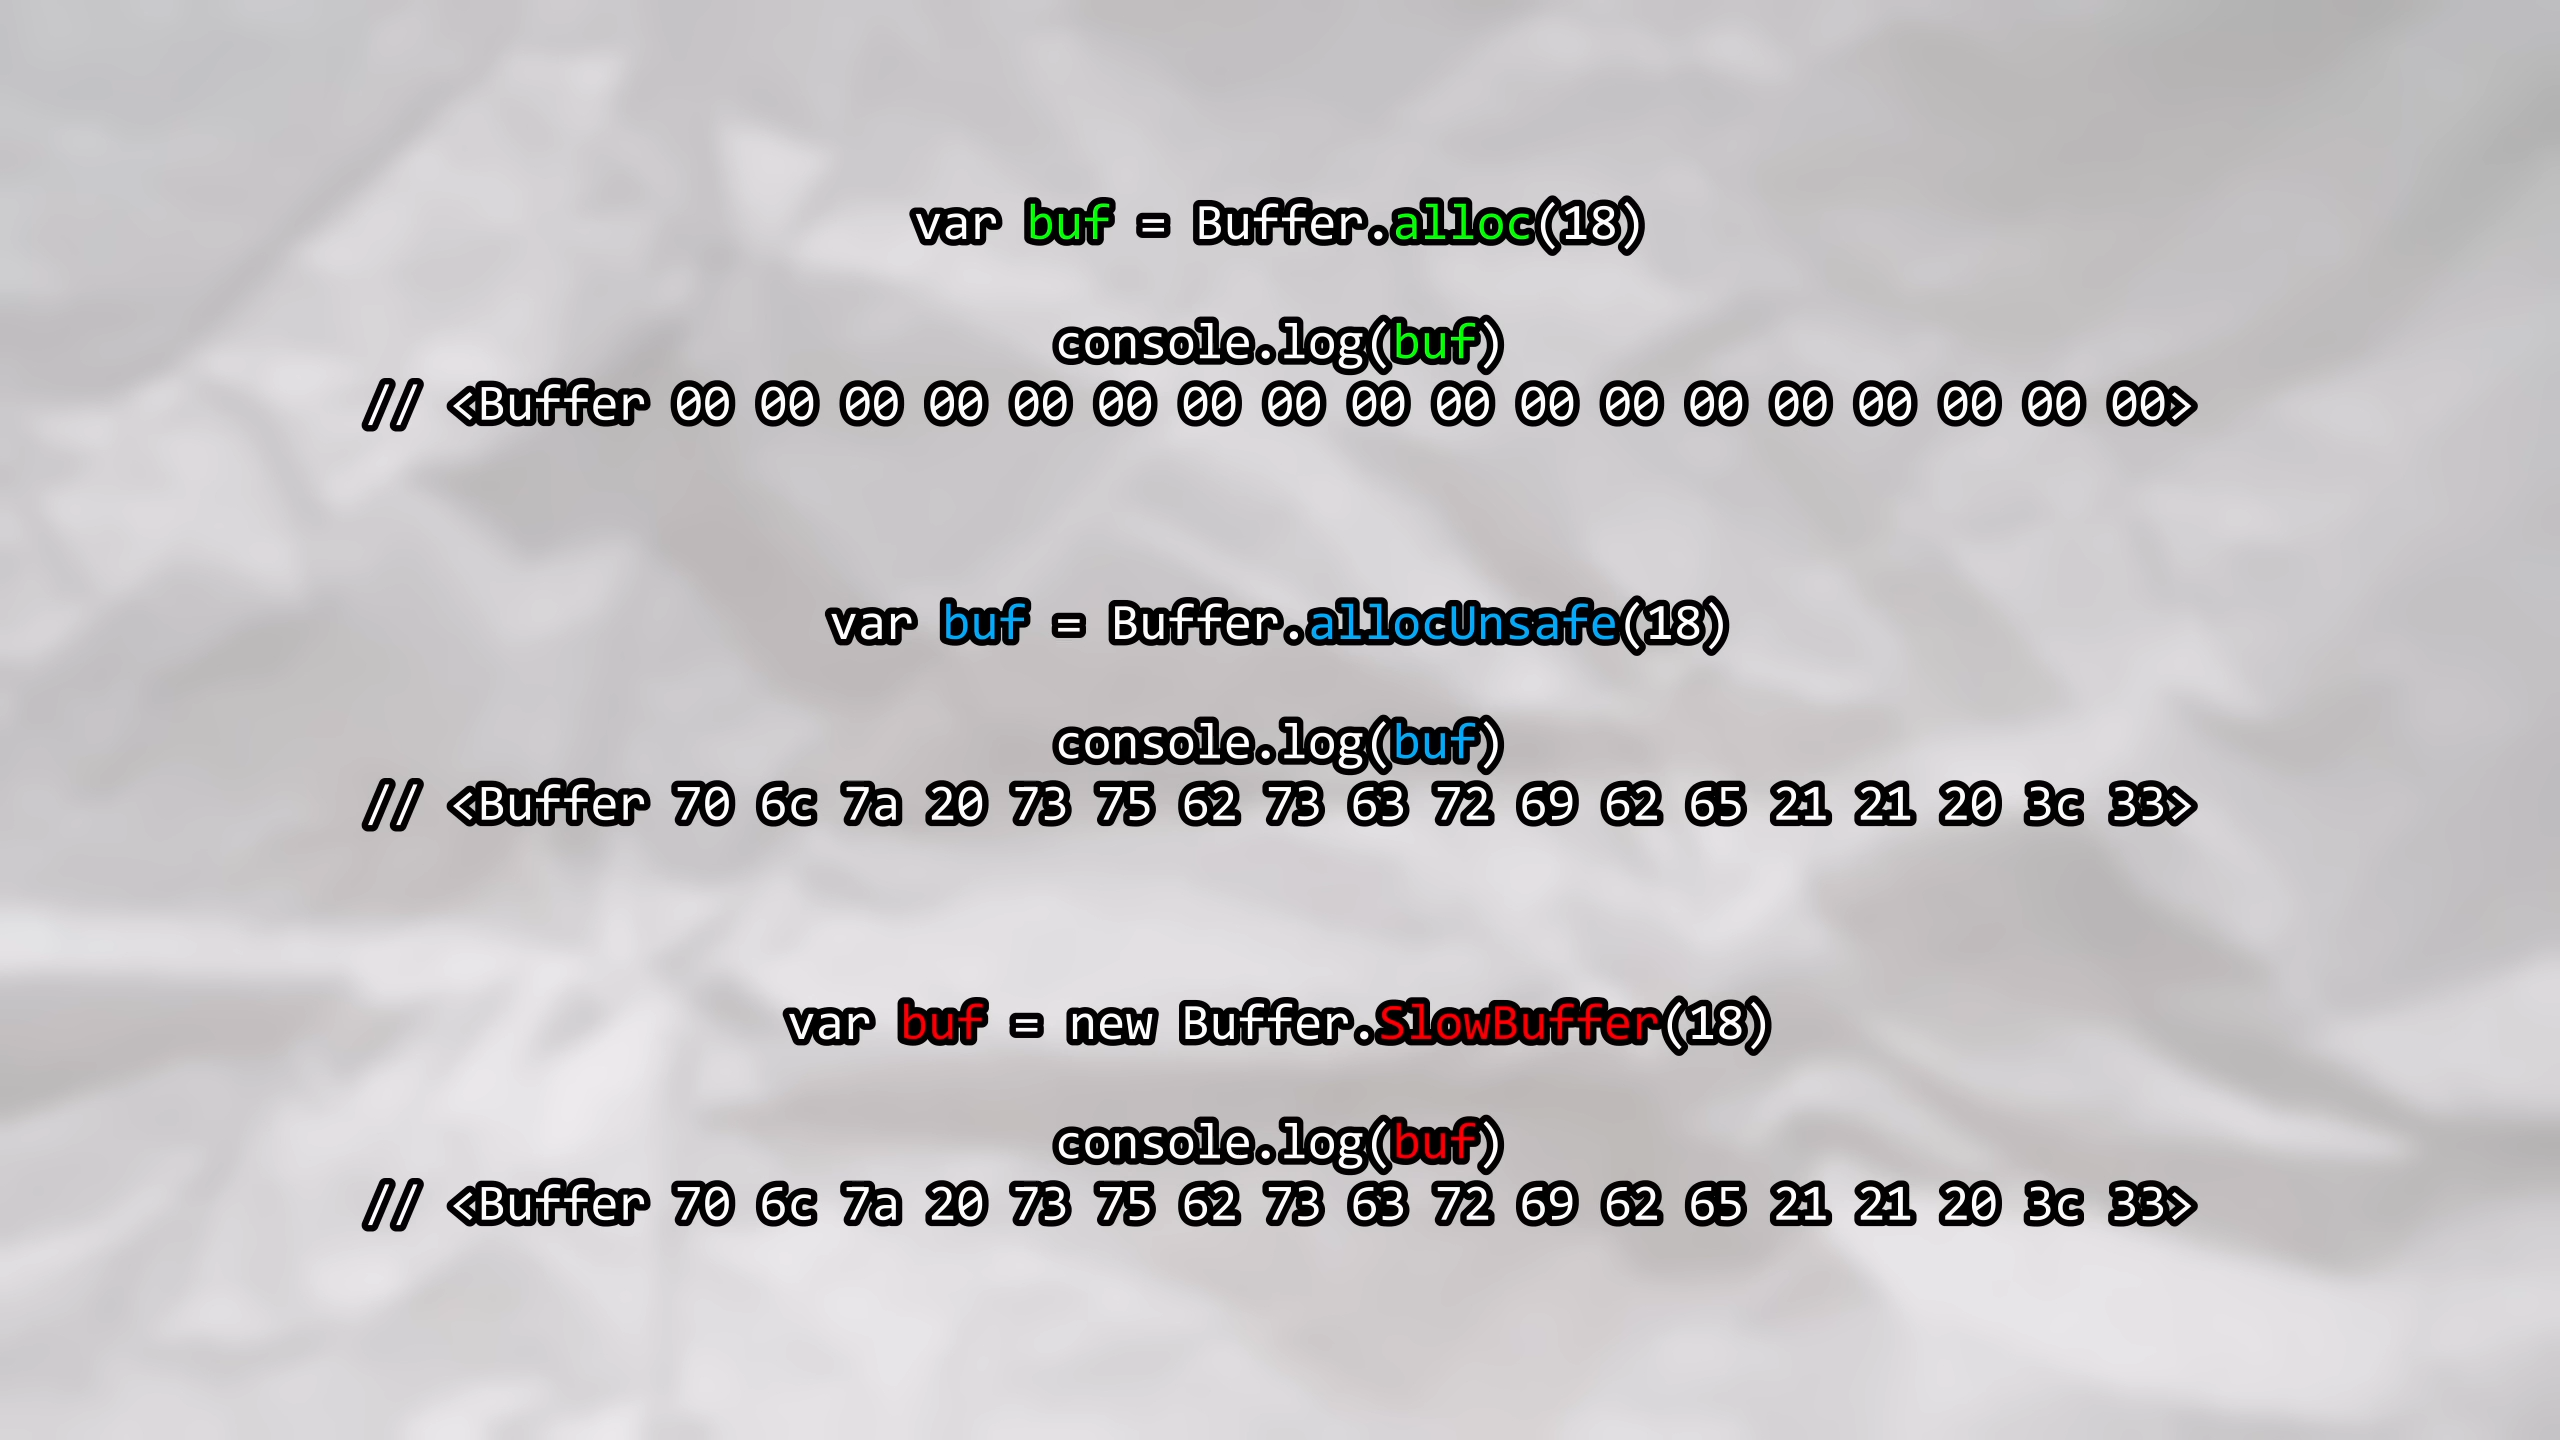 var buf = Buffer.alloc(18)
console.log(buf)
// <Buffer 00 00 00 00 00 00 00 00 00 00 00 00 00 00 00 00 00 00>
var buf = Buffer.allocUnsafe(18)
console.log(buf)
// <Buffer 70 6c 7a 20 73 75 62 73 63 72 69 62 65 21 21 20 3c 33>
var buf = new Buffer.SlowBuffer(18)
console.log(buf)
// <Buffer 70 6c 7a 20 73 75 62 73 63 72 69 62 65 21 21 20 3c 33>